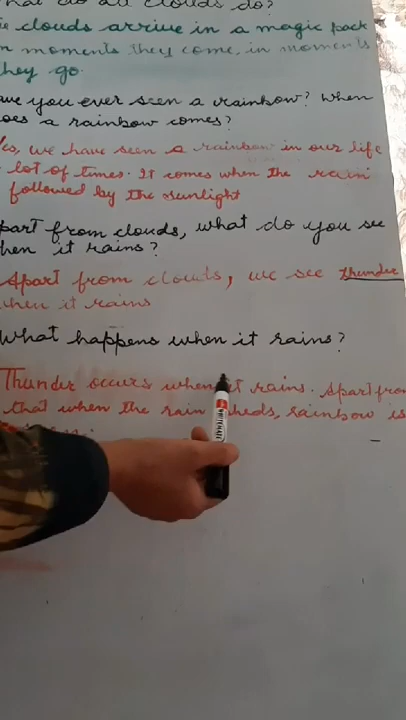 do all clouds do?
clouds arrive in a magic pack
moments they come, in moments
they go
you ever seen a rainbow? When
does a rainbow comes?
Yes, we have seen a rainbow in our life
lot of times. It comes when the rain
followed by the sunlight
part from clouds, what do you see
hen it rains?
Apart from clouds, we see thunder
when it rains
What happens when it rains?
Thunder occurs when it rains. Apart from
that when the rain sheds, rainbow is